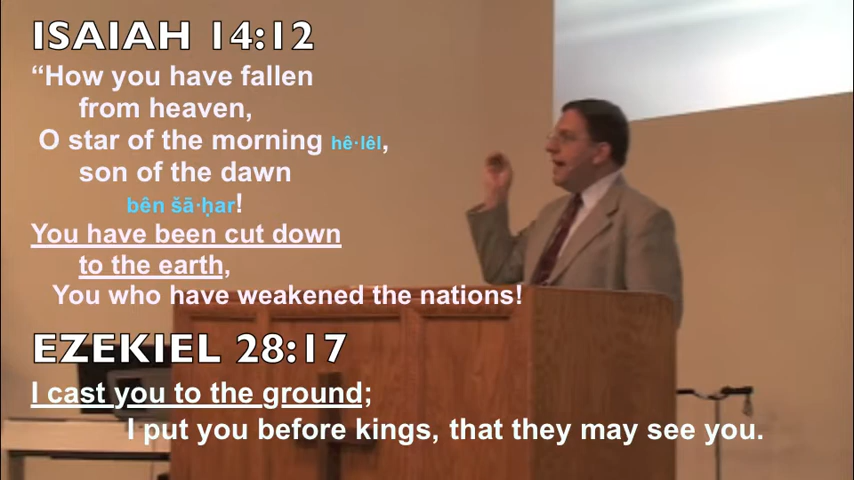 ISAIAH 14:12
“How you have fallen
from heaven,
O star of the morning hê·lêl,
son of the dawn
bên šā·ḥar!
You have been cut down
to the earth,
You who have weakened the nations!
EZEKIEL 28:17
I cast you to the ground;
I put you before kings, that they may see you.